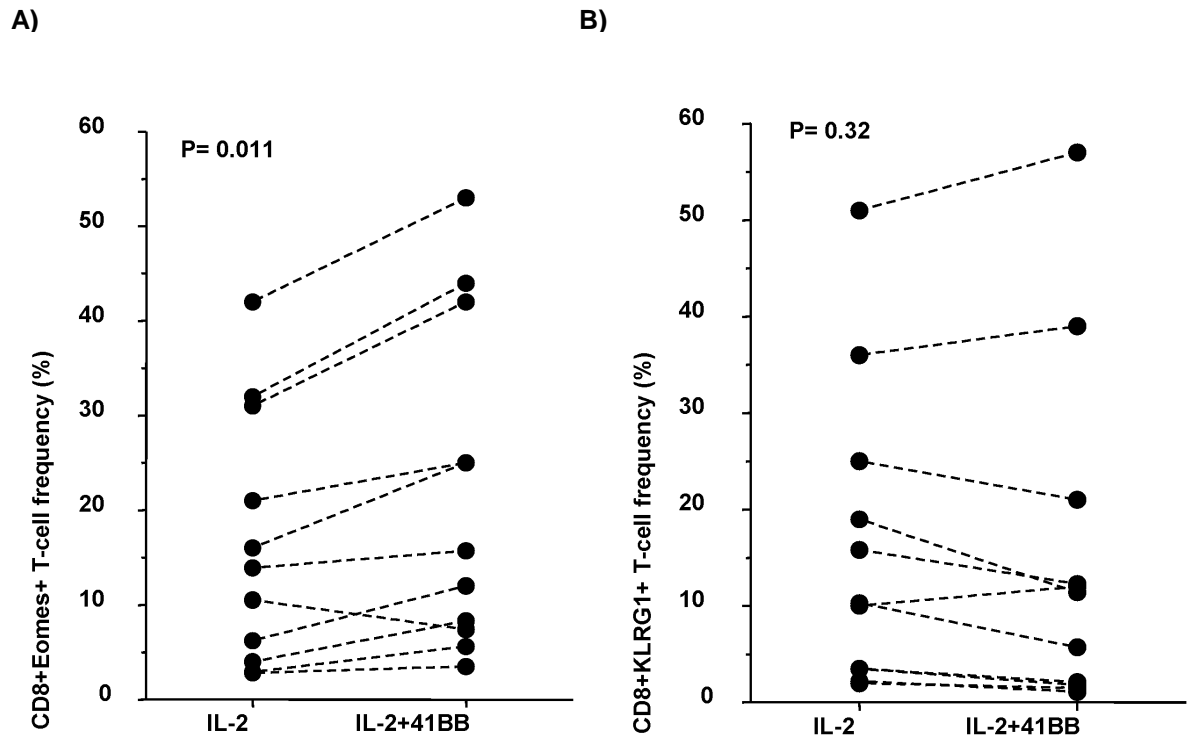 A)
B)
P= 0.011
60
50
40
30
20
10
0
CD8+Eomes+ T-cell frequency (%)
IL-2
IL-2+41BB
P= 0.32
60
50
40
30
20
10
0
CD8+KLRG1+ T-cell frequency (%)
IL-2
IL-2+41BB